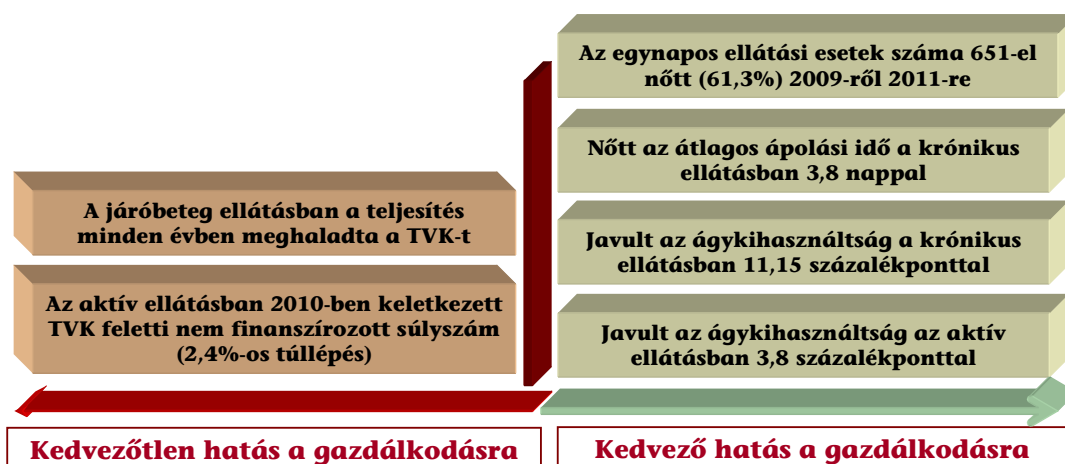 A járóbeteg ellátásban a teljesítés
minden évben meghaladta a TVK-t
Az aktív ellátásban 2010-ben keletkezett
TVK feletti nem finanszírozott súlyszám
(2,4%-os túllépés)
Kedvezőtlen hatás a gazdálkodásra
Az egynapos ellátási esetek száma 651-el
nőtt (61,3%) 2009-ről 2011-re
Nőtt az átlagos ápolási idő a krónikus
ellátásban 3,8 nappal
Javult az ágykihasználtság a krónikus
ellátásban 11,15 százalékponttal
Javult az ágykihasználtság az aktív
ellátásban 3,8 százalékponttal
Kedvező hatás a gazdálkodásra